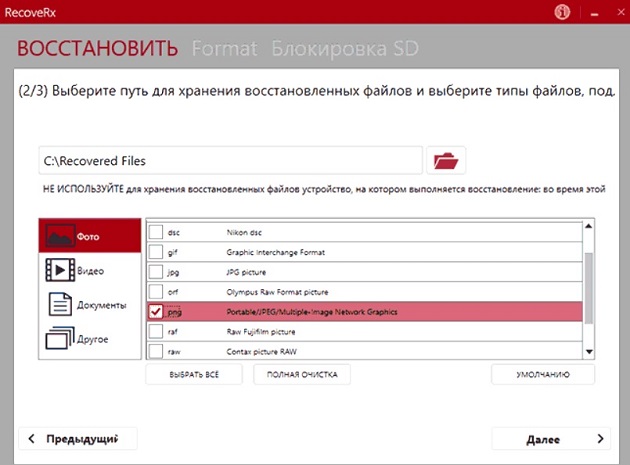 RecoveRx
ВОССТАНОВИТЬ Format Блокировка SD
(2/3) Выберите путь для хранения восстановленных файлов и выберите типы файлов, под.
C:\Recovered Files
НЕ ИСПОЛЬЗУЙТЕ для хранения восстановленных файлов устройство, на котором выполняется восстановление: во время этой
Фото
Видео
Документы
Другое
dsc Nikon dsc
gif Graphic Interchange Format
jpg JPG picture
orf Olympus Raw Format picture
png Portable/JPEG/Multiple-Image Network Graphics
raf Raw Fujifilm picture
raw Contax picture RAW
ВЫБРАТЬ ВСЕ ПОЛНАЯ ОЧИСТКА УМОЛЧАНИЮ
Предыдущий Далее